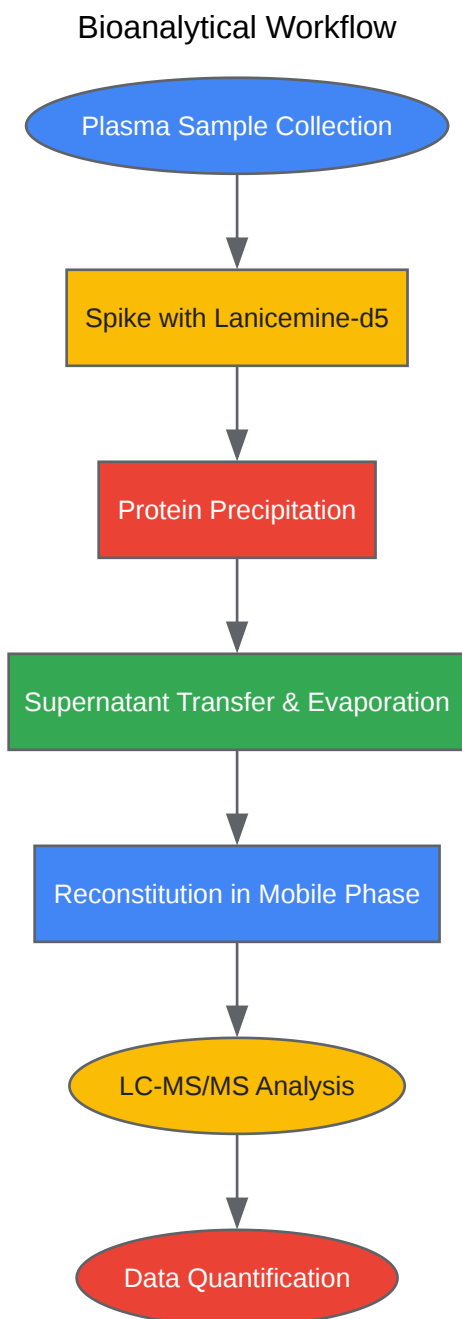 Bioanalytical Workflow
Plasma Sample Collection
Spike with Lanicemine-d5
Protein Precipitation
Supernatant Transfer & Evaporation
Reconstitution in Mobile Phase
LC-MS/MS Analysis
Data Quantification